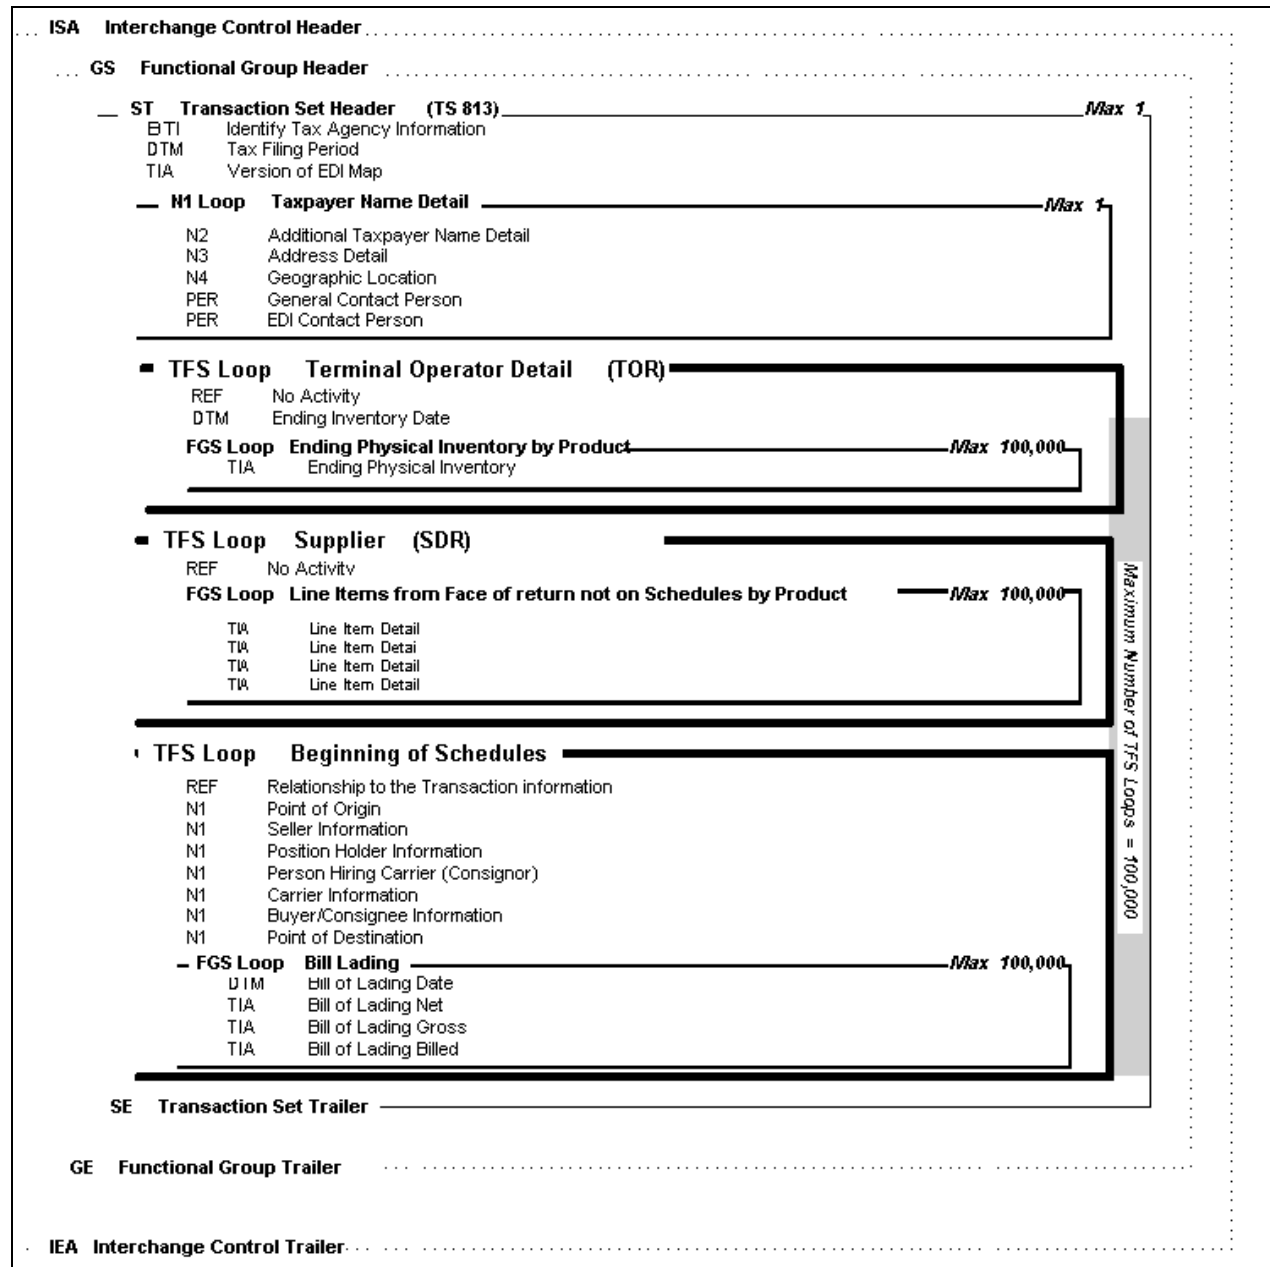 ISA Interchange Control Header
GS Functional Group Header
ST Transaction Set Header (TS 813) Max 1
BTI Identify Tax Agency Information
DTM Tax Filing Period
TIA Version of EDI Map
N1 Loop Taxpayer Name Detail Max 1
N2 Additional Taxpayer Name Detail
N3 Address Detail
N4 Geographic Location
PER General Contact Person
PER EDI Contact Person
TFS Loop Terminal Operator Detail (TOR)
REF No Activity
DTM Ending Inventory Date
FGS Loop Ending Physical Inventory by Product Max 100,000
TIA Ending Physical Inventory
TFS Loop Supplier (SDR)
REF No Activity
FGS Loop Line Items from Face of return not on Schedules by Product Max 100,000
TIA Line Item Detail
TIA Line Item Detai
TIA Line Item Detail
TIA Line Item Detail
TFS Loop Beginning of Schedules
REF Relationship to the Transaction information
N1 Point of Origin
N1 Seller Information
N1 Position Holder Information
N1 Person Hiring Carrier (Consignor)
N1 Carrier Information
N1 Buyer/Consignee Information
N1 Point of Destination
FGS Loop Bill Lading Max 100,000
DTM Bill of Lading Date
TIA Bill of Lading Net
TIA Bill of Lading Gross
TIA Bill of Lading Billed
Maximum Number of TFS Loops = 100,000
SE Transaction Set Trailer
GE Functional Group Trailer
IEA Interchange Control Trailer